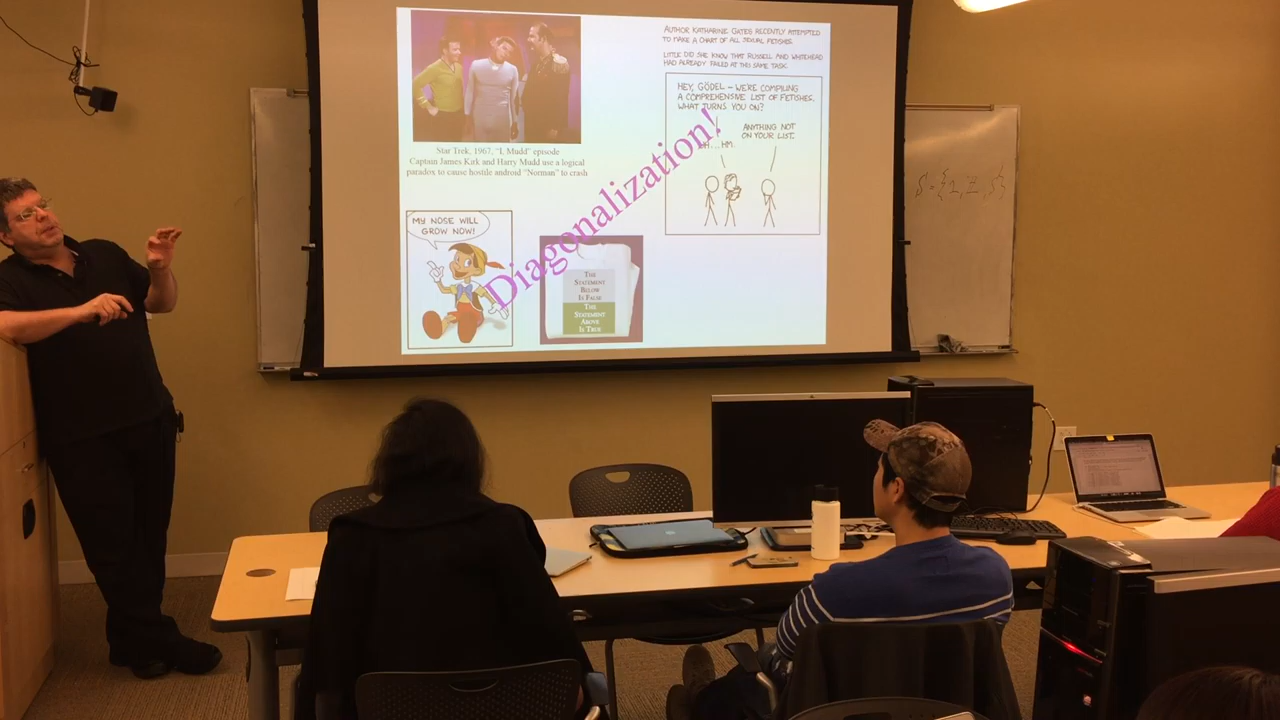 Star Trek, 1967, "I, Mudd" episode
Captain James Kirk and Harry Mudd use a logical
paradox to cause hostile android "Norman" to crash
AUTHOR KATHARINE GATES RECENTLY ATTEMPTED
TO MAKE A CHART OF ALL SEXUAL FETISHES.
LITTLE DID SHE KNOW THAT RUSSELL AND WHITEHEAD
HAD ALREADY FAILED AT THIS SAME TASK.
HEY, GÖDEL – WE'RE COMPILING
A COMPREHENSIVE LIST OF FETISHES.
WHAT TURNS YOU ON?
ANYTHING NOT
ON YOUR LIST.
HM.
Diagonalization!
MY NOSE WILL
GROW NOW!
THE
STATEMENT
BELOW
IS FALSE
THE
STATEMENT
ABOVE
IS TRUE